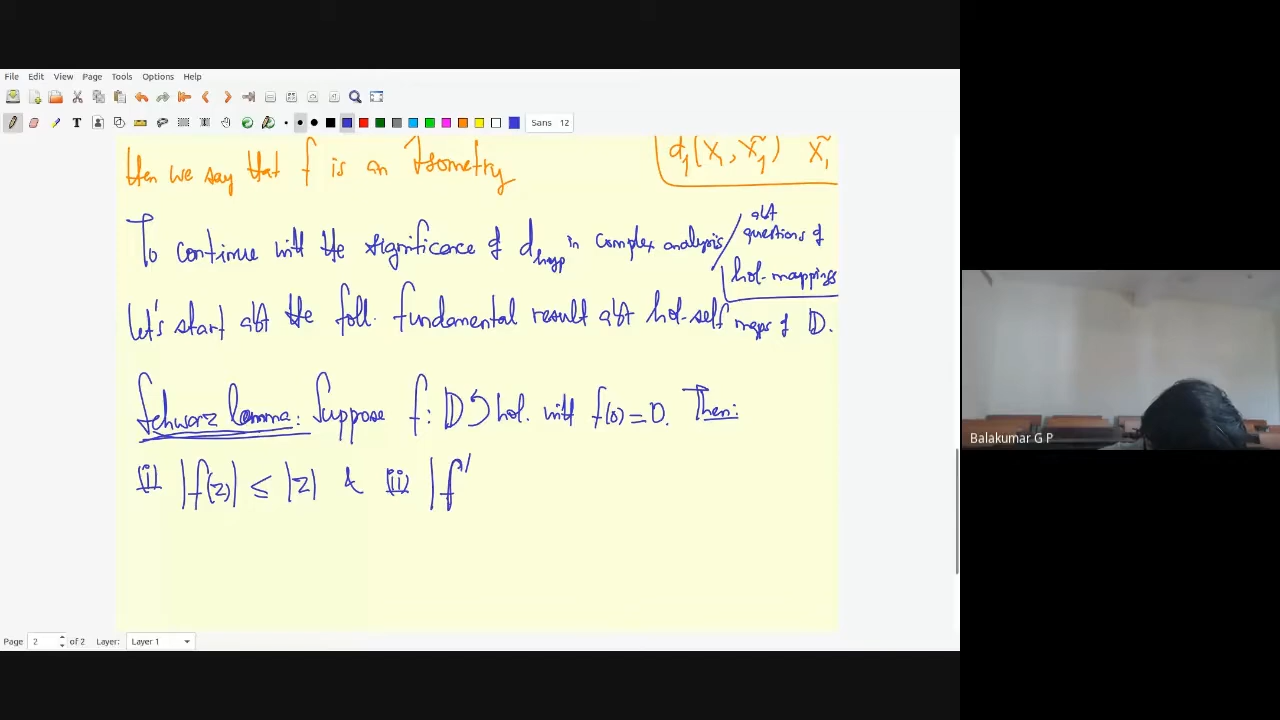 File Edit View Page Tools Options Help
Sans 12
then we say that f is an Isometry
d₁(x₁, x̃₁) x̃₁
To continue with the significance of d_hyp in complex analysis / abt questions of hol. mappings
Let's start abt the foll. fundamental result abt hol. self maps of 𝔻.
Schwarz Lemma: Suppose f: 𝔻 ↺ hol. with f(0) = 0. Then:
(i) |f(z)| ≤ |z| & (ii) |f'
Balakumar G P
Page 2 of 2 Layer: Layer 1